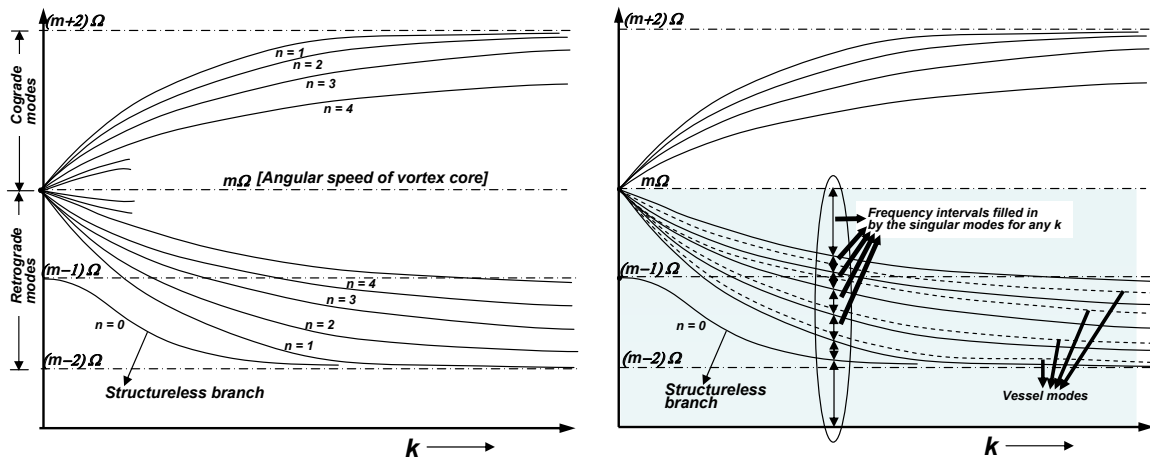 (m+2) Ω
n = 1
n = 2
n = 3
n = 4
Cograde
modes
mΩ [Angular speed of vortex core]
Retrograde
modes
(m–1) Ω
n = 4
n = 3
n = 0
n = 2
n = 1
(m–2) Ω
Structureless branch
k
(m+2) Ω
mΩ
Frequency intervals filled in
by the singular modes for any k
(m–1) Ω
n = 0
(m–2) Ω
Structureless
branch
Vessel modes
k